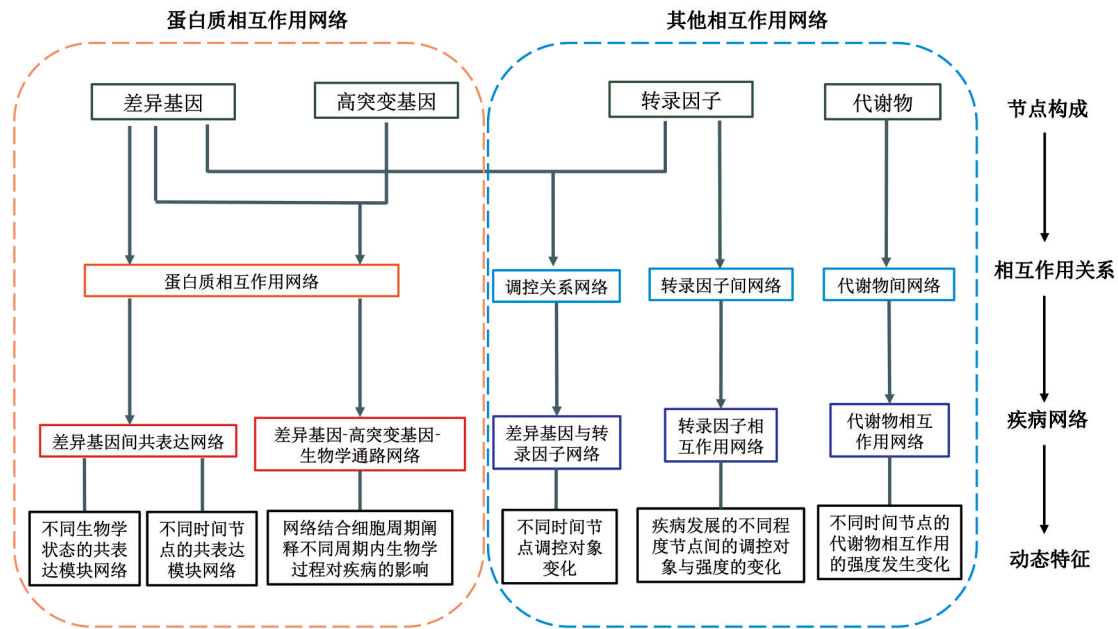 蛋白质相互作用网络
其他相互作用网络
差异基因
高突变基因
转录因子
代谢物
节点构成
蛋白质相互作用网络
调控关系网络
转录因子间网络
代谢物间网络
相互作用关系
差异基因间共表达网络
差异基因-高突变基因-
生物学通路网络
差异基因与转
录因子网络
转录因子相
互作用网络
代谢物相互
作用网络
疾病网络
不同生物学
状态的共表
达模块网络
不同时间节
点的共表达
模块网络
网络结合细胞周期阐
释不同周期内生物学
过程对疾病的影响
不同时间节
点调控对象
变化
疾病发展的不同程
度节点间的调控对
象与强度的变化
不同时间节点的
代谢物相互作用
的强度发生变化
动态特征